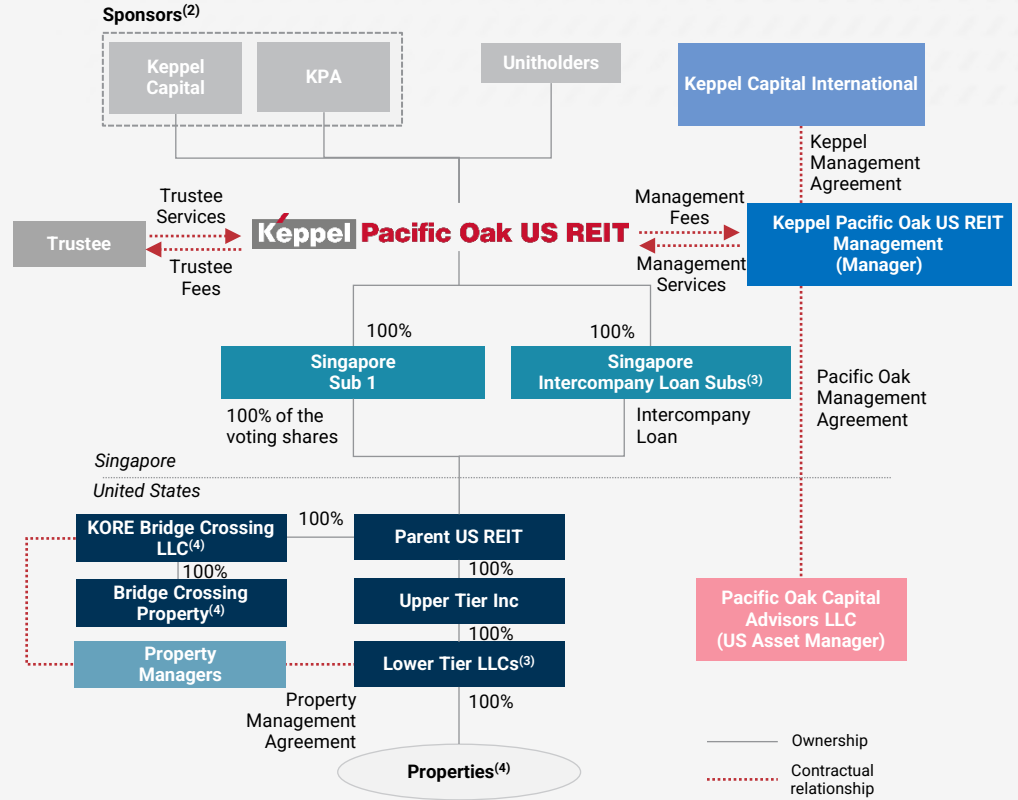 Sponsors(2)
Keppel
Capital
KPA
Unitholders
Keppel Capital International
Keppel
Management
Agreement
Trustee
Trustee
Services
Trustee
Fees
Keppel Pacific Oak US REIT
Management
Fees
Management
Services
Keppel Pacific Oak US REIT
Management
(Manager)
100%
100%
Singapore
Sub 1
Singapore
Intercompany Loan Subs(3)
100% of the
voting shares
Intercompany
Loan
Pacific Oak
Management
Agreement
Singapore
United States
KORE Bridge Crossing
LLC(4)
100%
Parent US REIT
100%
100%
Bridge Crossing
Property(4)
Upper Tier Inc
100%
Property
Managers
Lower Tier LLCs(3)
Pacific Oak Capital
Advisors LLC
(US Asset Manager)
Property
Management
Agreement
100%
Properties(4)
Ownership
Contractual
relationship